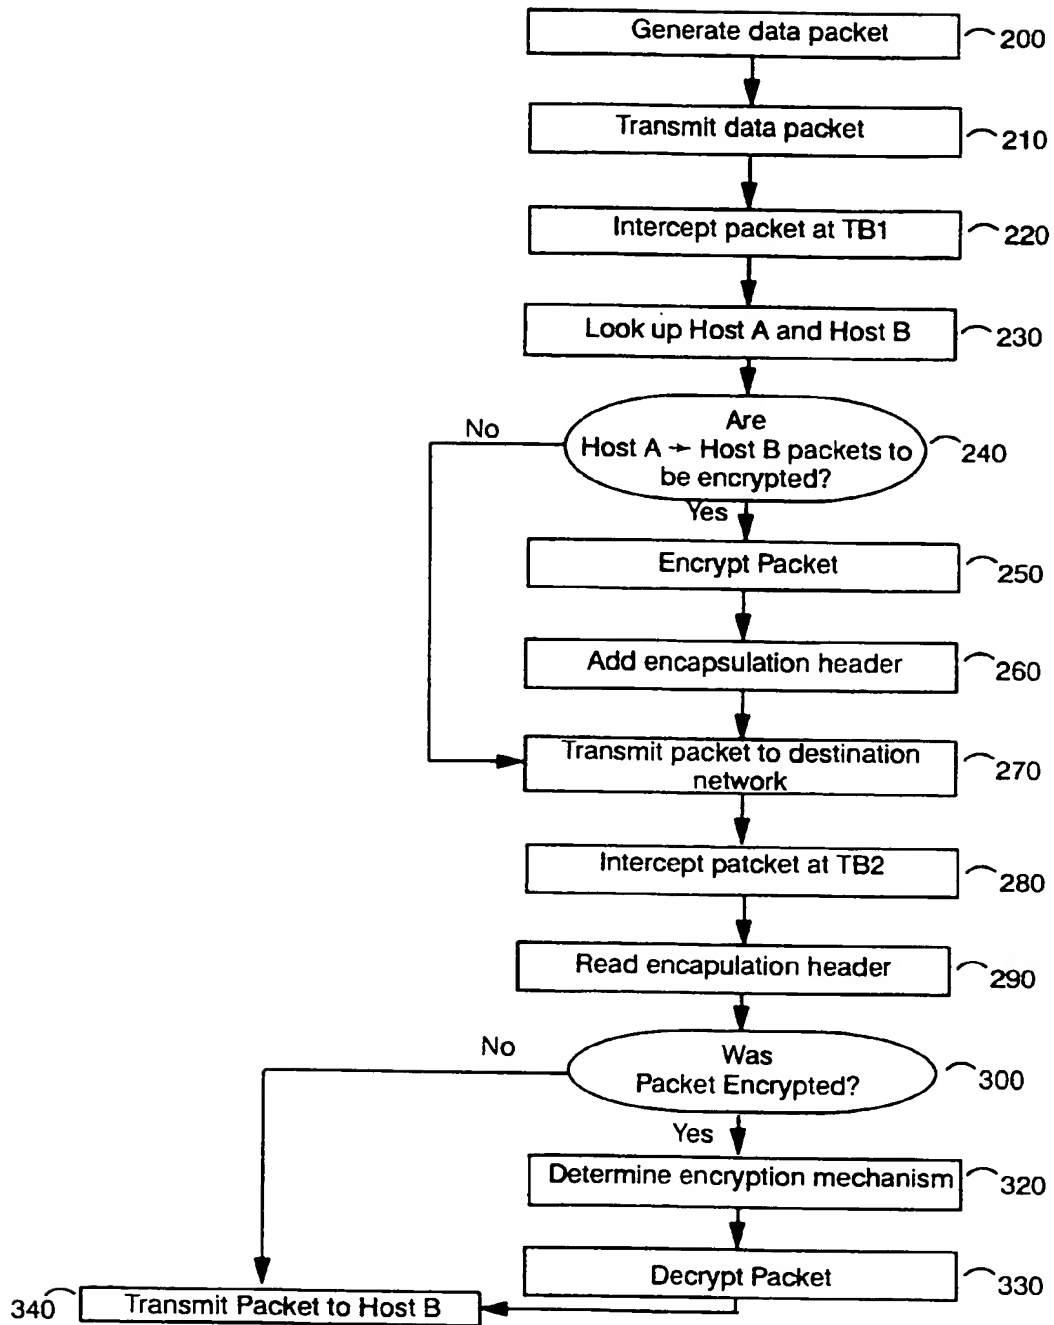 Generate data packet
200
Transmit data packet
210
Intercept packet at TB1
220
Look up Host A and Host B
230
Are
Host A → Host B packets to
be encrypted?
240
No
Yes
Encrypt Packet
250
Add encapsulation header
260
Transmit packet to destination
network
270
Intercept patcket at TB2
280
Read encapulation header
290
Was
Packet Encrypted?
300
No
Yes
Determine encryption mechanism
320
Decrypt Packet
330
340
Transmit Packet to Host B